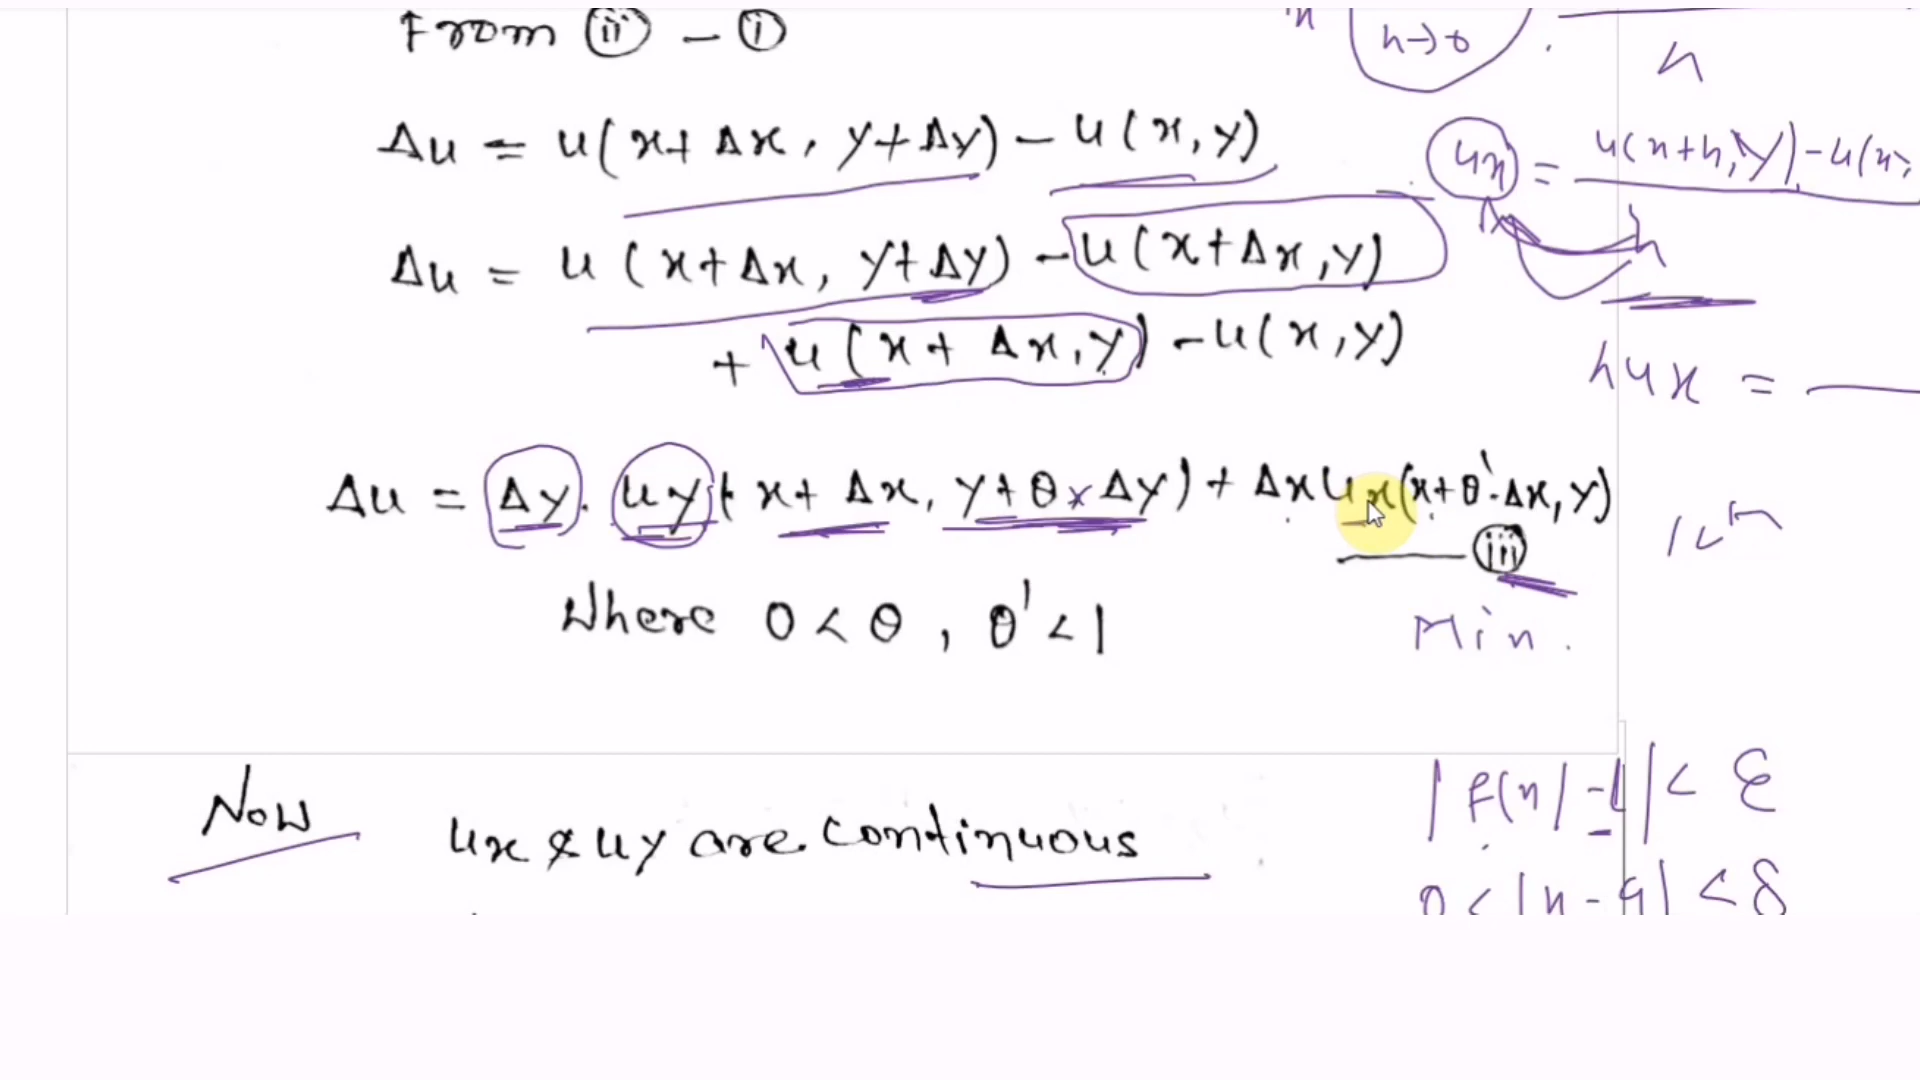 From (ii) - (i)
h→0
h
Δu = u(x+Δx, y+Δy) - u(x,y)
ux = u(x+h,y)-u(x,
h
Δu = u(x+Δx, y+Δy) - u(x+Δx,y)
+ u(x+Δx,y) - u(x,y)
hux =
Δu = Δy. uy(x+Δx, y+θ×Δy) + Δx ux(x+θ'.Δx, y)
(iii)
Where 0<θ, θ'<1
Min.
Now ux & uy are continuous
|f(x)-l|< ε
0<|x-a|<δ